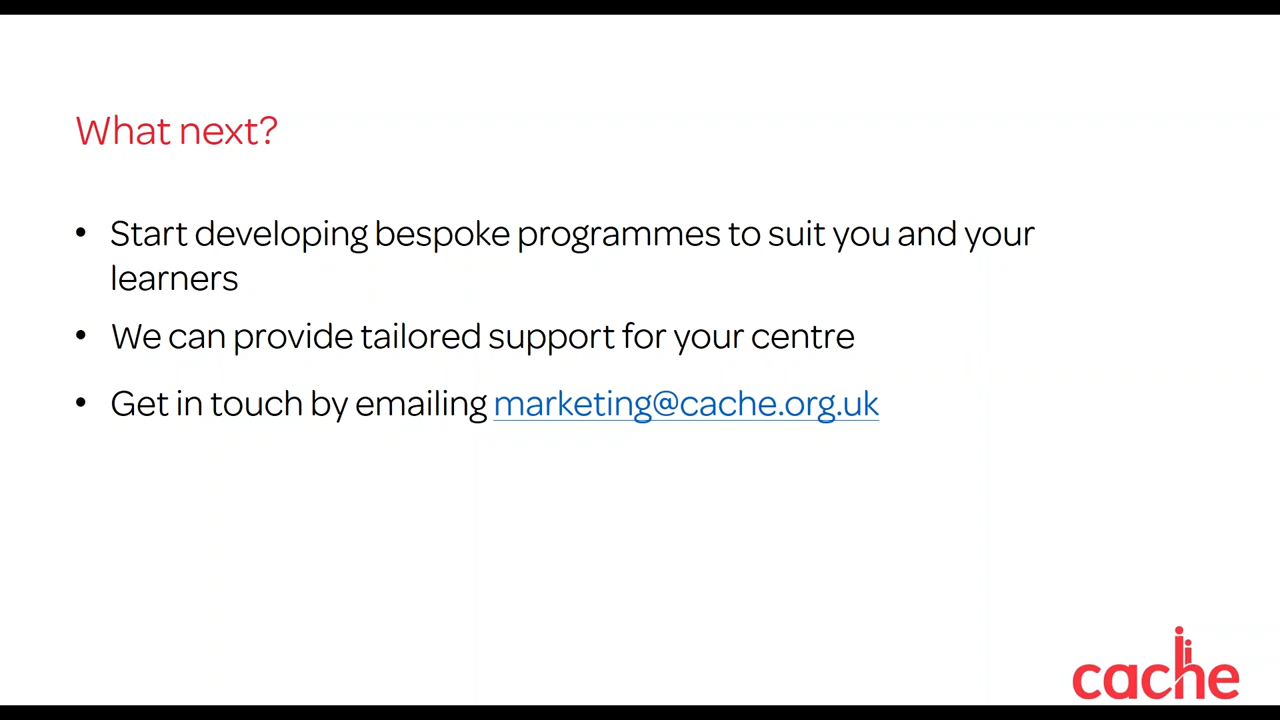 What next?
• Start developing bespoke programmes to suit you and your
learners
• We can provide tailored support for your centre
• Get in touch by emailing marketing@cache.org.uk
cache